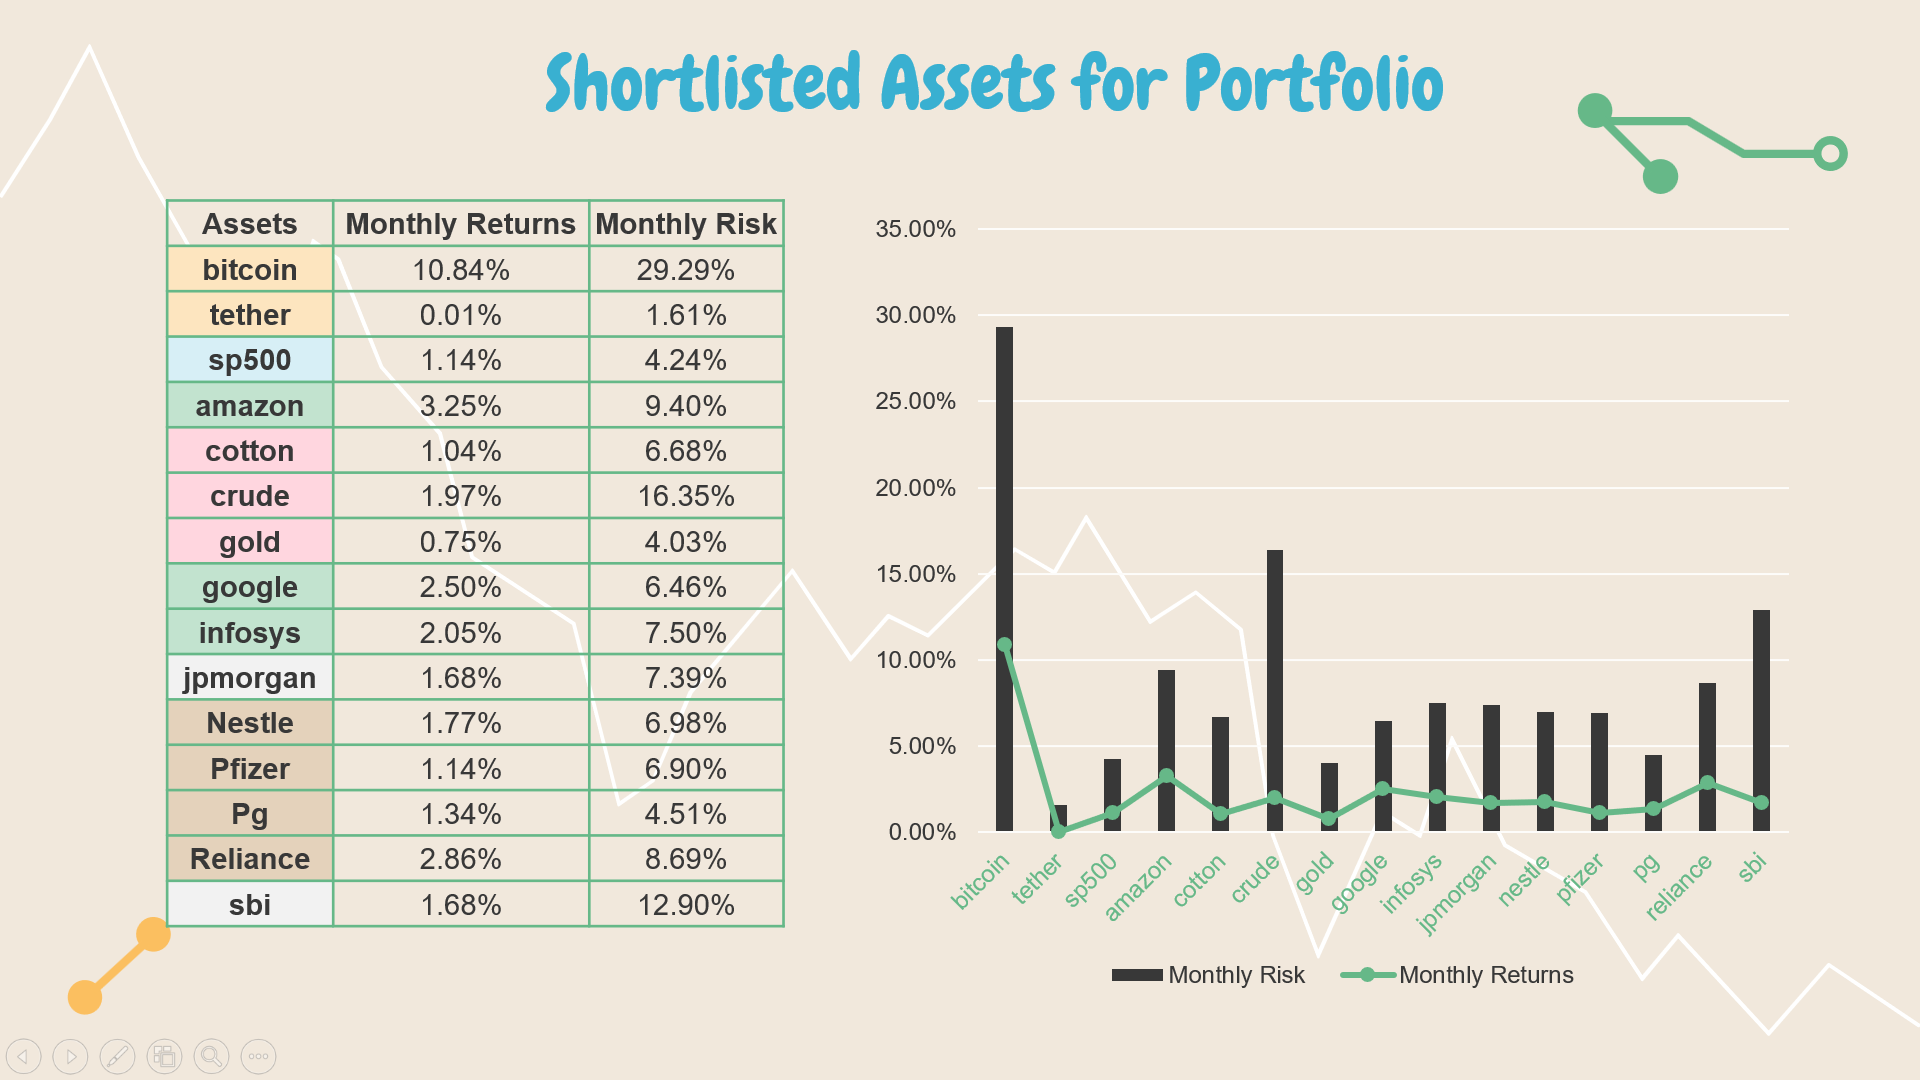 Shortlisted Assets for Portfolio
Assets Monthly Returns Monthly Risk
bitcoin 10.84% 29.29%
tether 0.01% 1.61%
sp500 1.14% 4.24%
amazon 3.25% 9.40%
cotton 1.04% 6.68%
crude 1.97% 16.35%
gold 0.75% 4.03%
google 2.50% 6.46%
infosys 2.05% 7.50%
jpmorgan 1.68% 7.39%
Nestle 1.77% 6.98%
Pfizer 1.14% 6.90%
Pg 1.34% 4.51%
Reliance 2.86% 8.69%
sbi 1.68% 12.90%
35.00%
30.00%
25.00%
20.00%
15.00%
10.00%
5.00%
0.00%
bitcoin
tether
sp500
amazon
cotton
crude
gold
google
infosys
jpmorgan
nestle
pfizer
pg
reliance
sbi
Monthly Risk
Monthly Returns